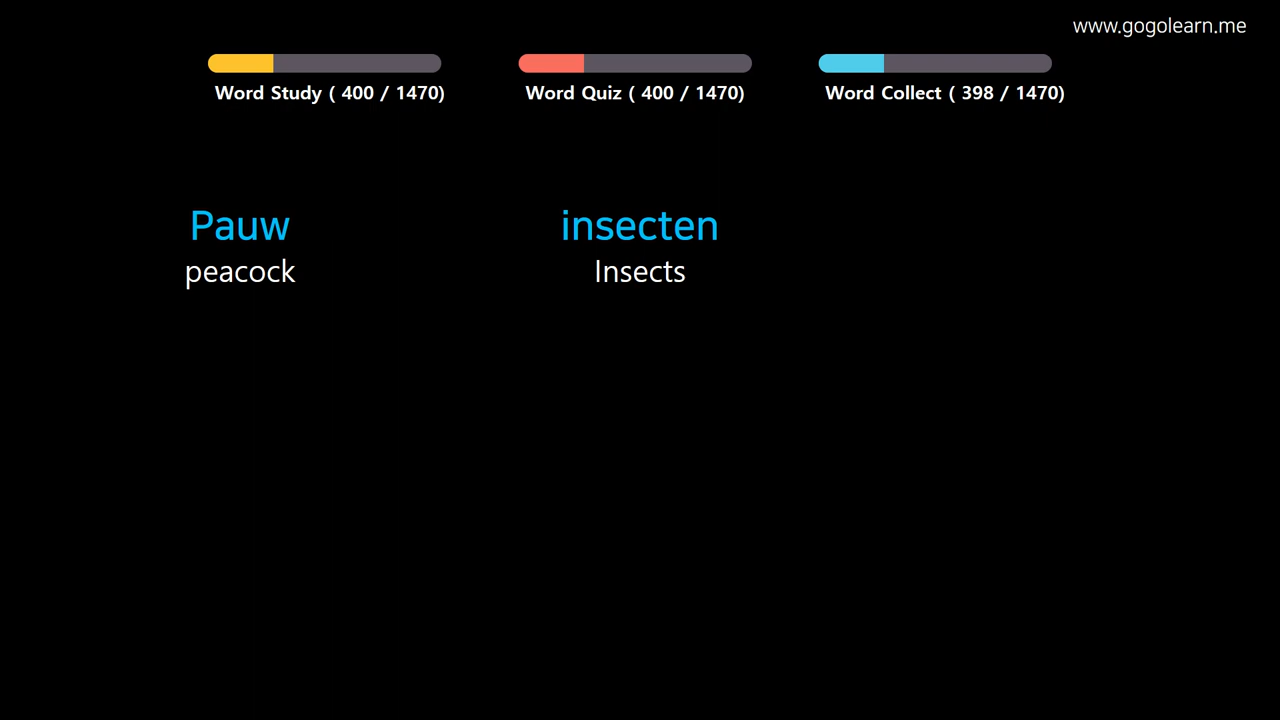 www.gogolearn.me
Word Study ( 400 / 1470)
Word Quiz ( 400 / 1470)
Word Collect ( 398 / 1470)
Pauw
insecten
peacock
Insects